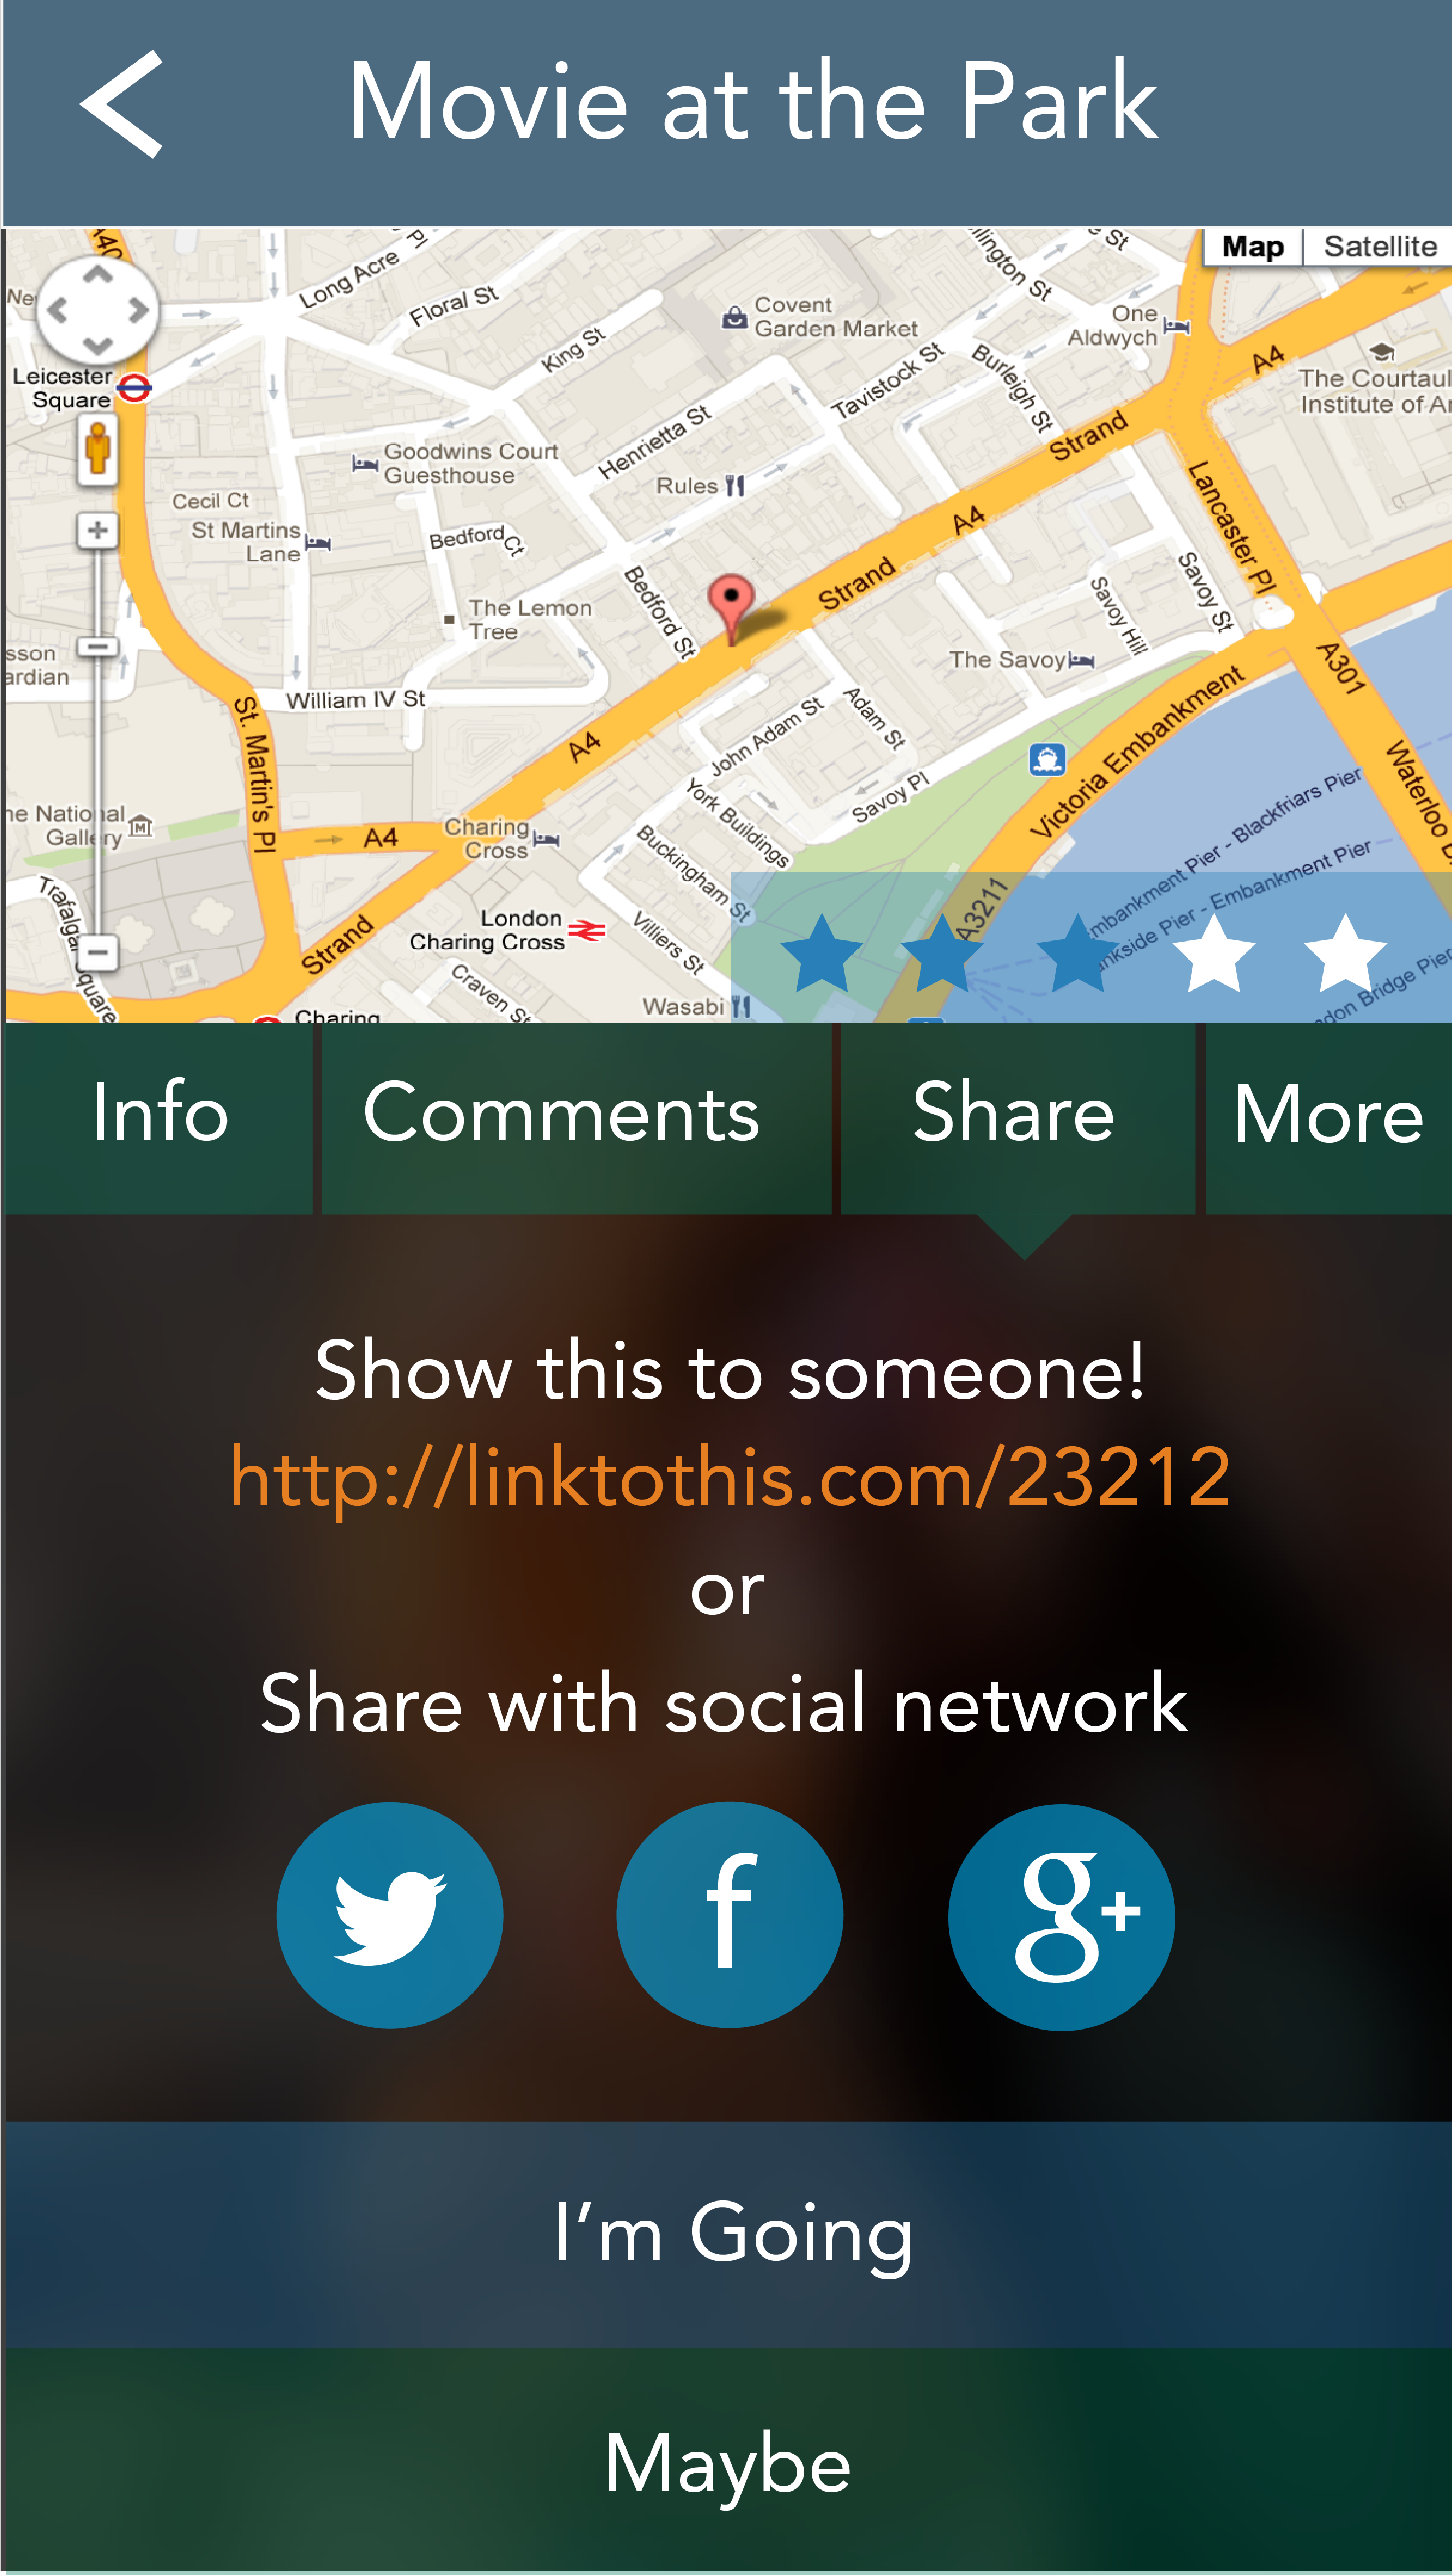 Movie at the Park
Map
Satellite
Long Acre
Floral St
King St
Covent
Garden Market
One
Aldwych
A4
The
Leicester
Square
Tavistock St
Burleigh St
Henrietta St
Strand
Institute of
Goodwins Court
Guesthouse
Rules
Cecil Ct
St Martins
Lane
Bedford Ct
A4
Lancaster Pl
Strand
Bedford St
Savoy St
Savoy Hill
The Lemon
Tree
The Savoy
A301
William IV St
St. Martin's Pl
John Adam St
Adam St
A4
Victoria Embankment
Savoy Pl
York Buildings
Waterloo
National
Gallery
A4
Charing
Cross
Buckingham St
Embankment Pier - Blackfriars Pier
Pier - Embankment Pier
A3211
London
Charing Cross
Villiers St
Strand
Craven St
Wasabi
Bridge Pier
Square
Charing
Info
Comments
Share
More
Show this to someone!
http://linktothis.com/23212
or
Share with social network
f
g+
I’m Going
Maybe